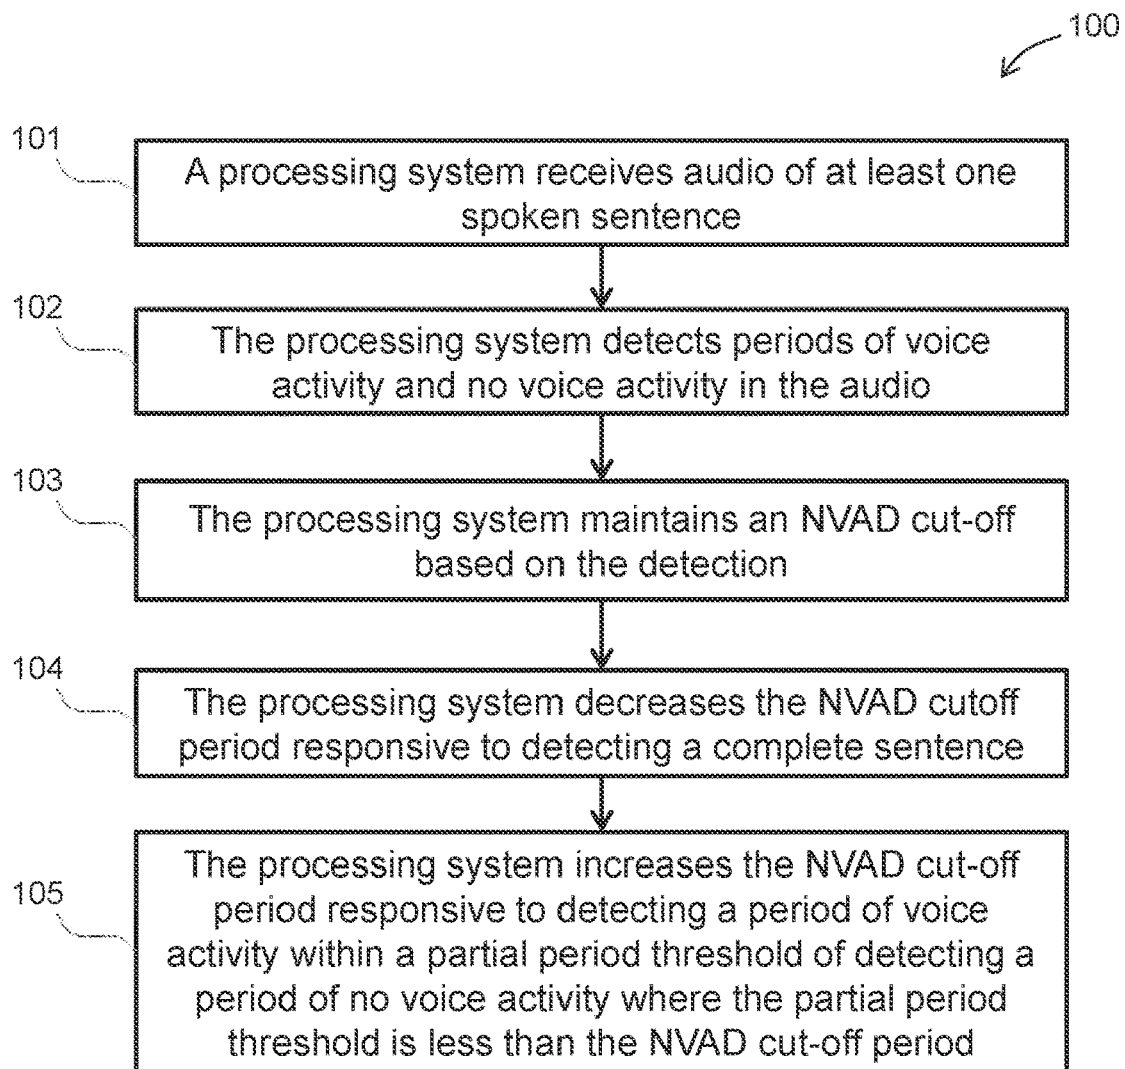 100
101
A processing system receives audio of at least one
spoken sentence
102
The processing system detects periods of voice
activity and no voice activity in the audio
103
The processing system maintains an NVAD cut-off
based on the detection
104
The processing system decreases the NVAD cutoff
period responsive to detecting a complete sentence
105
The processing system increases the NVAD cut-off
period responsive to detecting a period of voice
activity within a partial period threshold of detecting a
period of no voice activity where the partial period
threshold is less than the NVAD cut-off period